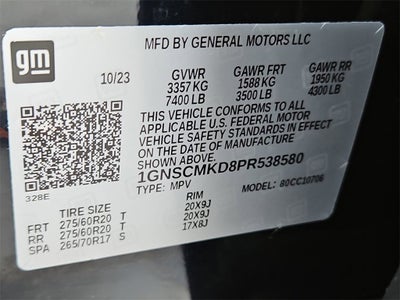 gm
MFD BY GENERAL MOTORS LLC
10/23 GVWR GAWR FRT GAWR RR
3357 KG 1588 KG 1950 KG
7400 LB 3500 LB 4300 LB
THIS VEHICLE CONFORMS TO ALL
APPLICABLE U.S. FEDERAL MOTOR
VEHICLE SAFETY STANDARDS IN EFFECT
ON THE DATE OF MANUFACTURE
SHOWN ABOVE.
1GNSCMKD8PR538580
328E TYPE: MPV MODEL: 80CC10706
TIRE SIZE RIM
FRT 275/60R20 T 20X9J
RR 275/60R20 T 20X9J
SPA 265/70R17 S 17X8J